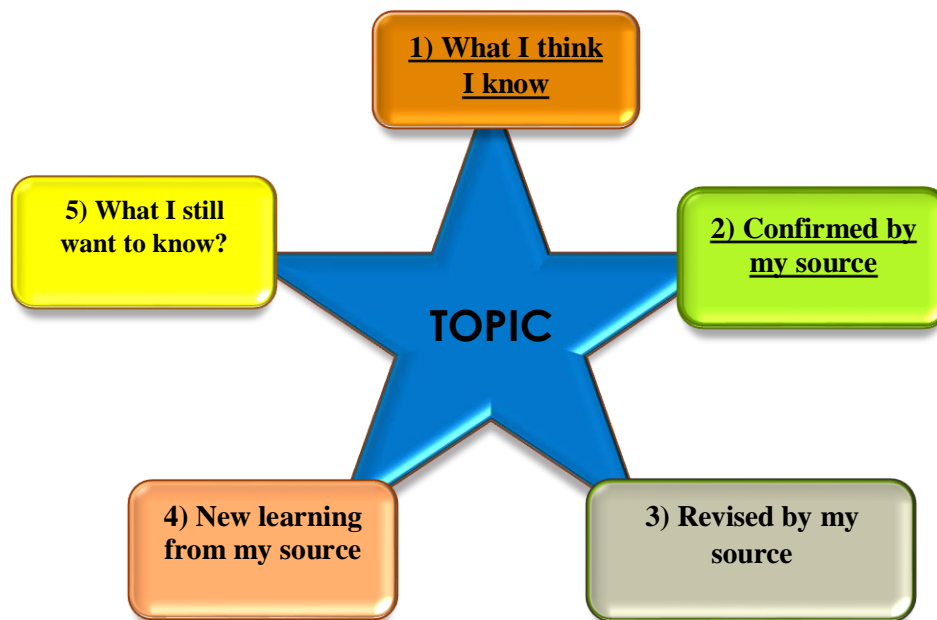 1) What I think
I know
2) Confirmed by
my source
3) Revised by my
source
4) New learning
from my source
5) What I still
want to know?
TOPIC